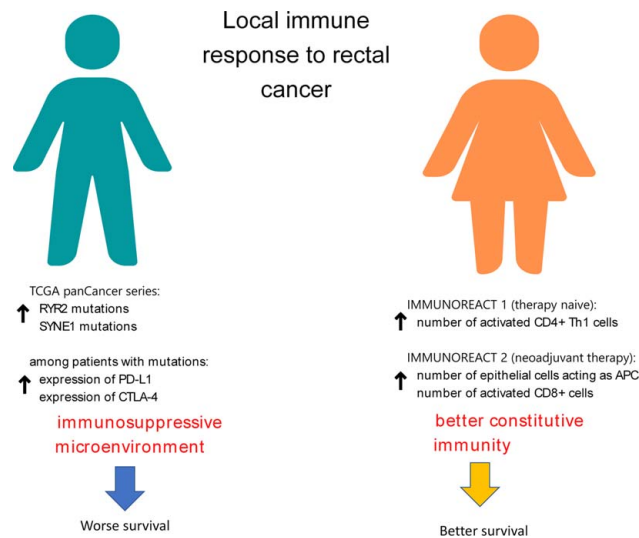 Local immune
response to rectal
cancer
TCGA panCancer series:
RYR2 mutations
SYNE1 mutations
among patients with mutations:
expression of PD-L1
expression of CTLA-4
immunosuppressive
microenvironment
Worse survival
IMMUNOREACT 1 (therapy naive):
number of activated CD4+ Th1 cells
IMMUNOREACT 2 (neoadjuvant therapy):
number of epithelial cells acting as APC
number of activated CD8+ cells
better constitutive
immunity
Better survival